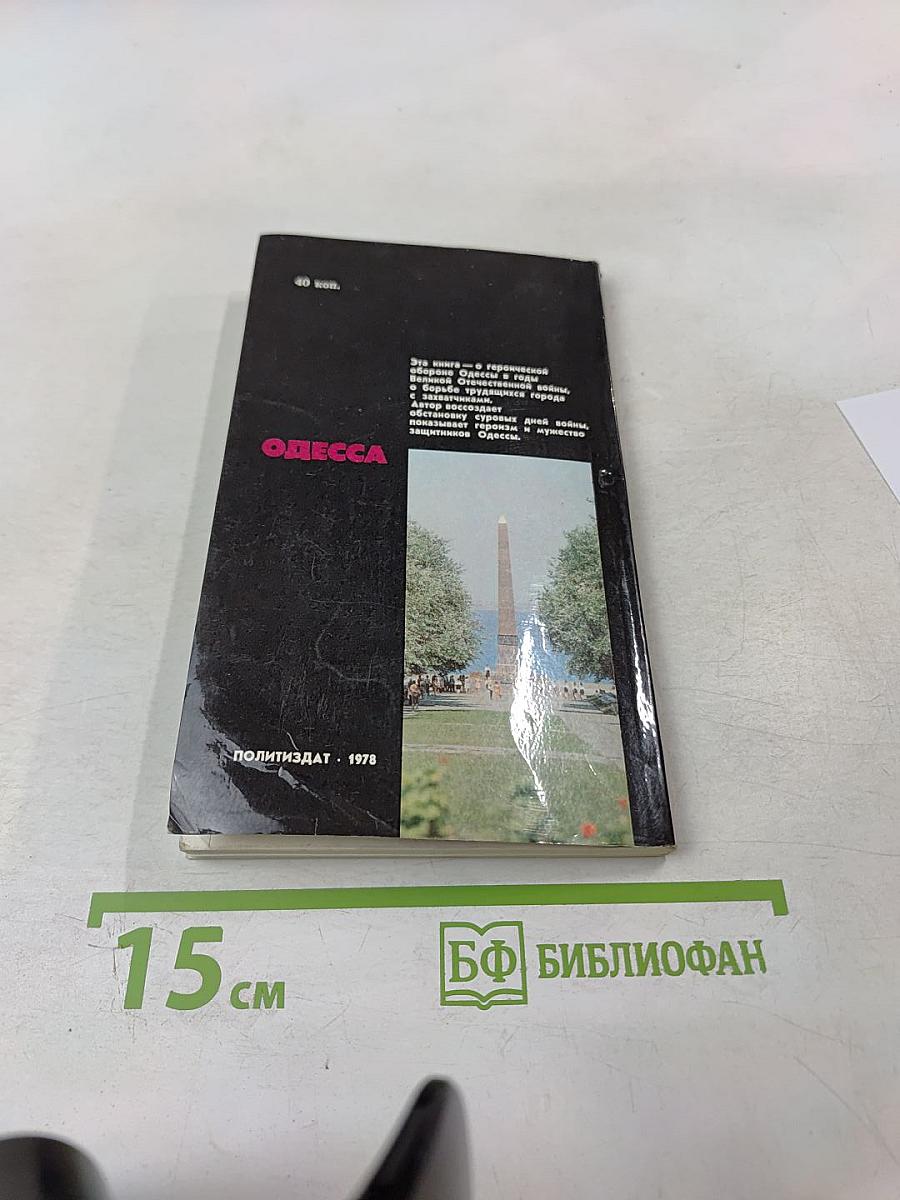 40 коп.
Эта книга — о героической
обороне Одессы в годы
Великой Отечественной войны,
о борьбе трудящихся города
с захватчиками.
Автор воссоздает
обстановку суровых дней войны,
показывает героизм и мужество
защитников Одессы.
ОДЕССА
ПОЛИТИЗДАТ · 1978
15 см
БФ БИБЛИОФАН